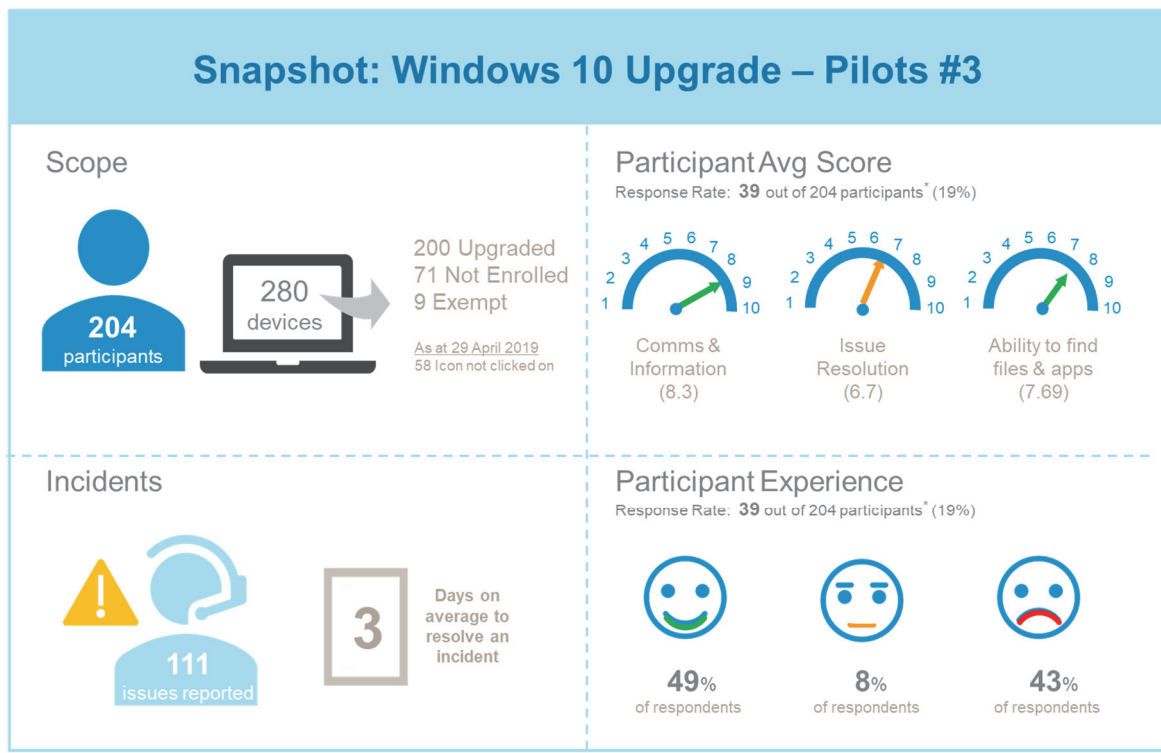 Snapshot: Windows 10 Upgrade – Pilots #3
Scope
204
participants
280
devices
200 Upgraded
71 Not Enrolled
9 Exempt
As at 29 April 2019
58 Icon not clicked on
Participant Avg Score
Response Rate: 39 out of 204 participants* (19%)
1 2 3 4 5 6 7 8 9 10
Comms &
Information
(8.3)
1 2 3 4 5 6 7 8 9 10
Issue
Resolution
(6.7)
1 2 3 4 5 6 7 8 9 10
Ability to find
files & apps
(7.69)
Incidents
111
issues reported
3
Days on
average to
resolve an
incident
Participant Experience
Response Rate: 39 out of 204 participants* (19%)
49%
of respondents
8%
of respondents
43%
of respondents